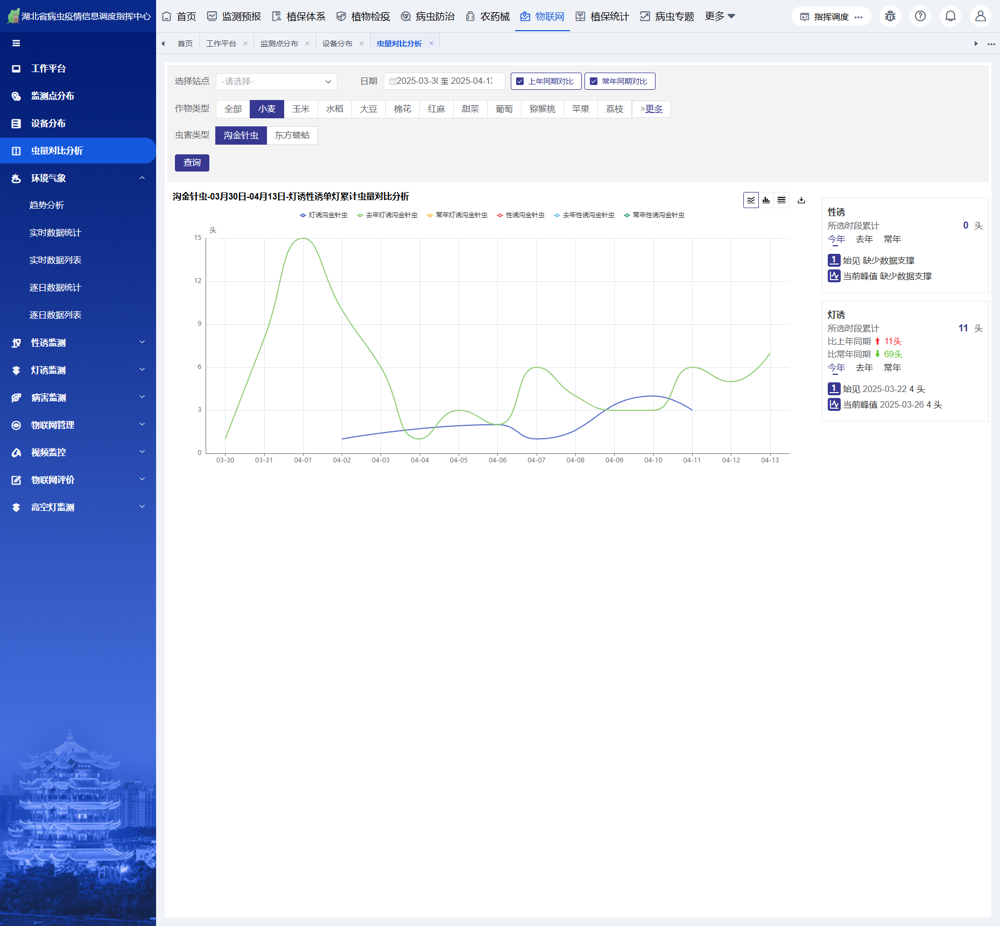 湖北省病虫疫情信息调度指挥中心
首页 监测预报 植保体系 植物检疫 病虫防治 农药械 物联网 植保统计 病虫专题 更多 指挥调度
首页 工作平台 监测点分布 设备分布 虫量对比分析
工作平台
监测点分布
设备分布
虫量对比分析
环境气象
趋势分析
实时数据统计
实时数据列表
逐日数据统计
逐日数据列表
性诱监测
灯诱监测
病害监测
物联网管理
视频监控
物联网评价
高空灯监测
选择站点 -请选择- 日期 2025-03-30 至 2025-04-13 上年同期对比 常年同期对比
作物类型 全部 小麦 玉米 水稻 大豆 棉花 红麻 甜菜 葡萄 猕猴桃 苹果 荔枝 >更多
虫害类型 沟金针虫 东方蝼蛄
查询
沟金针虫-03月30日-04月13日-灯诱性诱单灯累计虫量对比分析
灯诱沟金针虫 去年灯诱沟金针虫 常年灯诱沟金针虫 性诱沟金针虫 去年性诱沟金针虫 常年性诱沟金针虫
头
15
12
9
6
3
0
03-30 03-31 04-01 04-02 04-03 04-04 04-05 04-06 04-07 04-08 04-09 04-10 04-11 04-12 04-13
性诱
所选时段累计 0 头
今年 去年 常年
1 始见 缺少数据支撑
当前峰值 缺少数据支撑
灯诱
所选时段累计 11 头
比上年同期 11头
比常年同期 69头
今年 去年 常年
1 始见 2025-03-22 4 头
当前峰值 2025-03-26 4 头